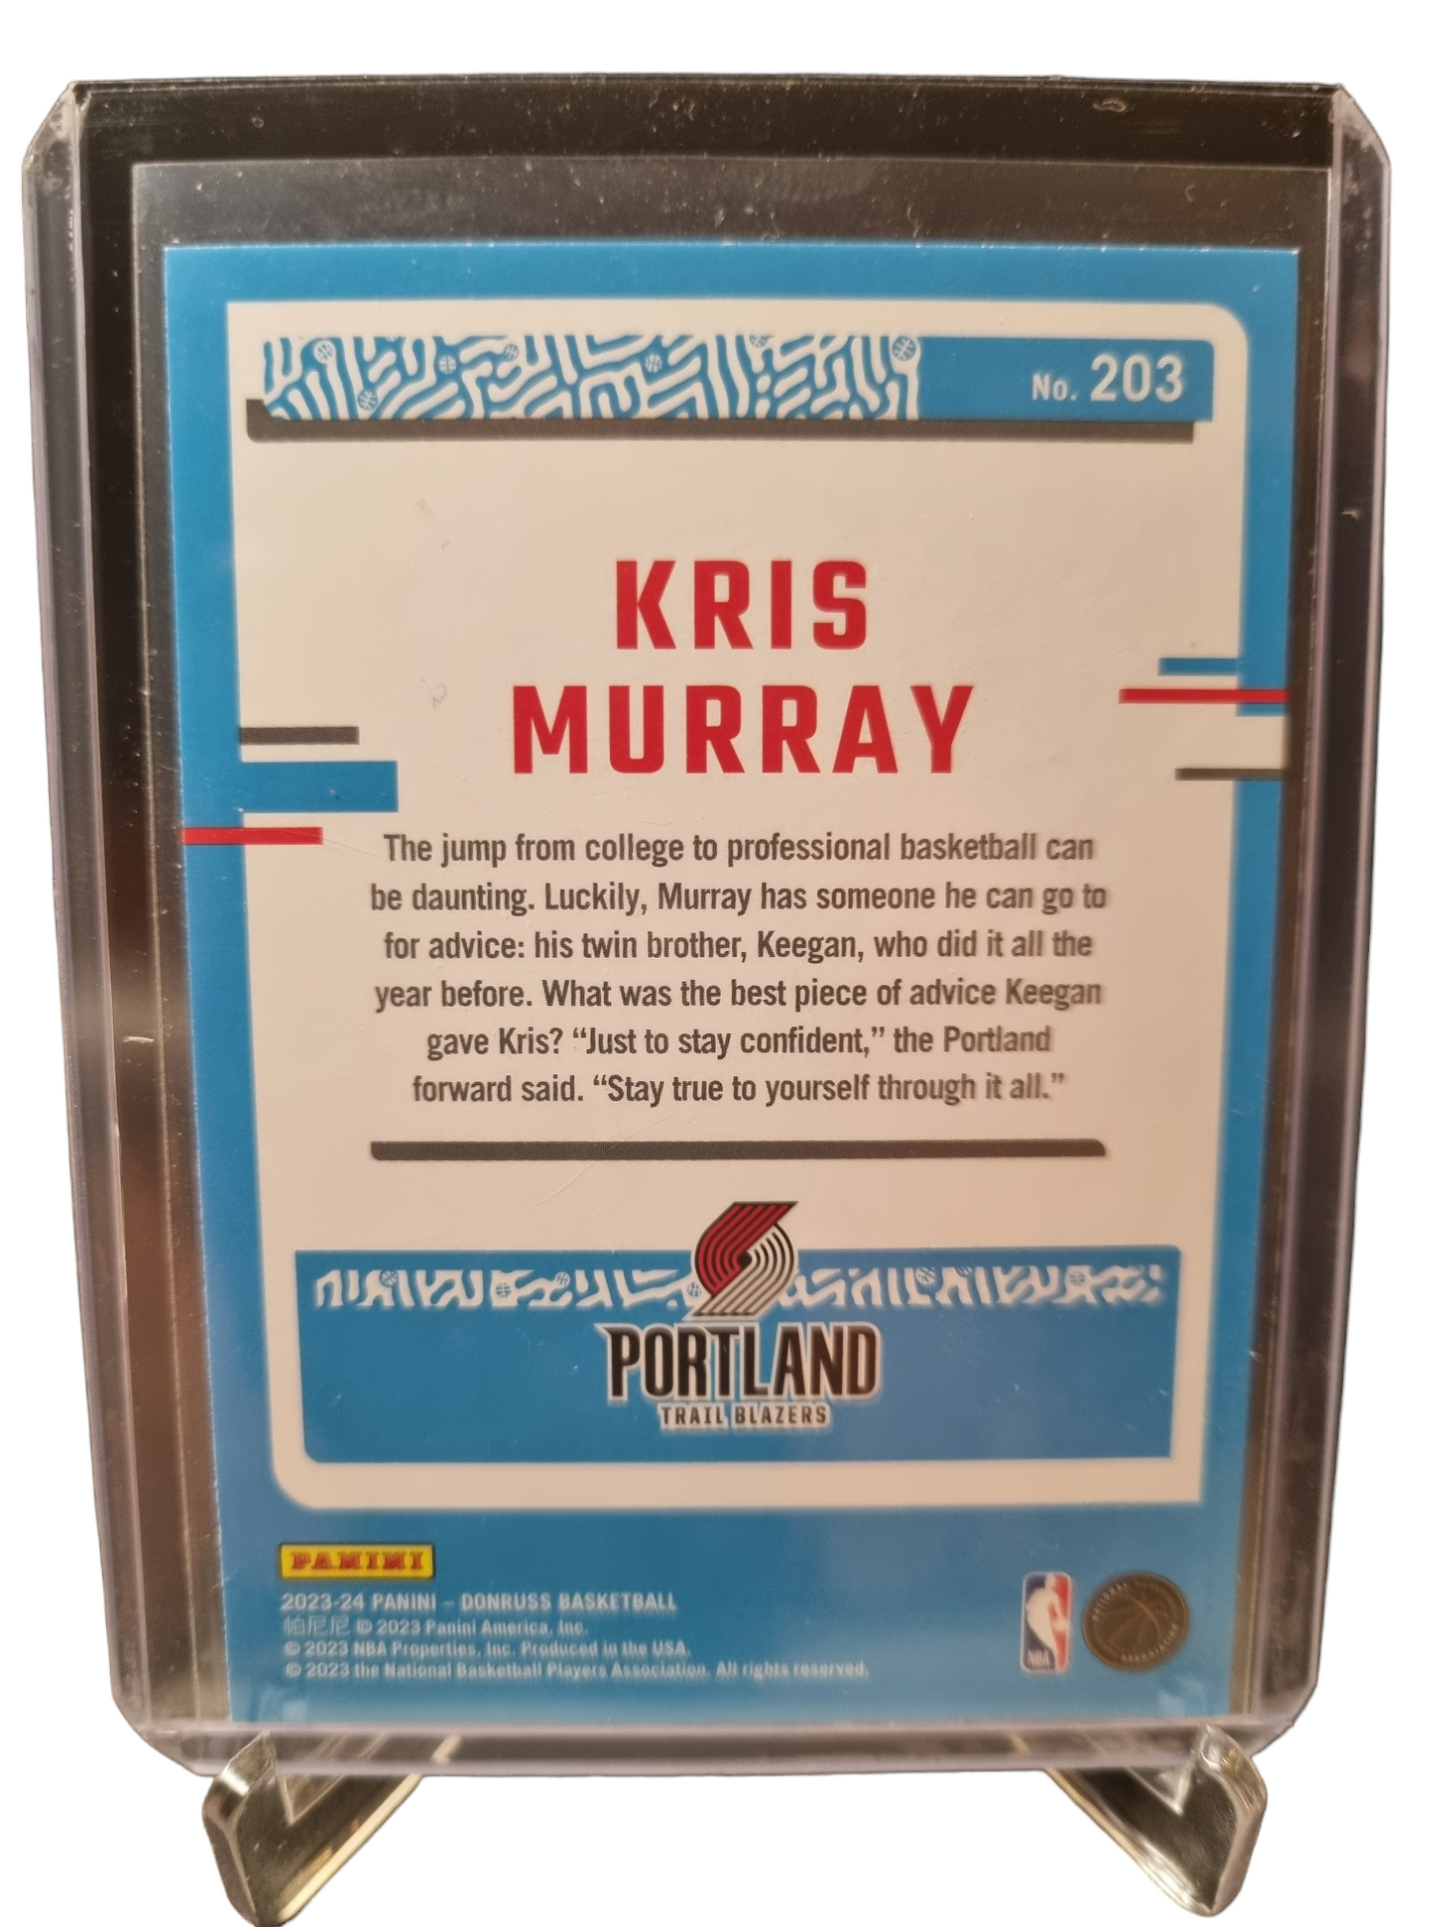 No. 203
KRIS
MURRAY
The jump from college to professional basketball can
be daunting. Luckily, Murray has someone he can go to
for advice: his twin brother, Keegan, who did it all the
year before. What was the best piece of advice Keegan
gave Kris? “Just to stay confident,” the Portland
forward said. “Stay true to yourself through it all.”
PORTLAND
TRAIL BLAZERS
PANINI
2023-24 PANINI – DONRUSS BASKETBALL
帕尼尼 © 2023 Panini America, Inc.
© 2023 NBA Properties, Inc. Produced in the USA.
© 2023 the National Basketball Players Association. All rights reserved.
NBA